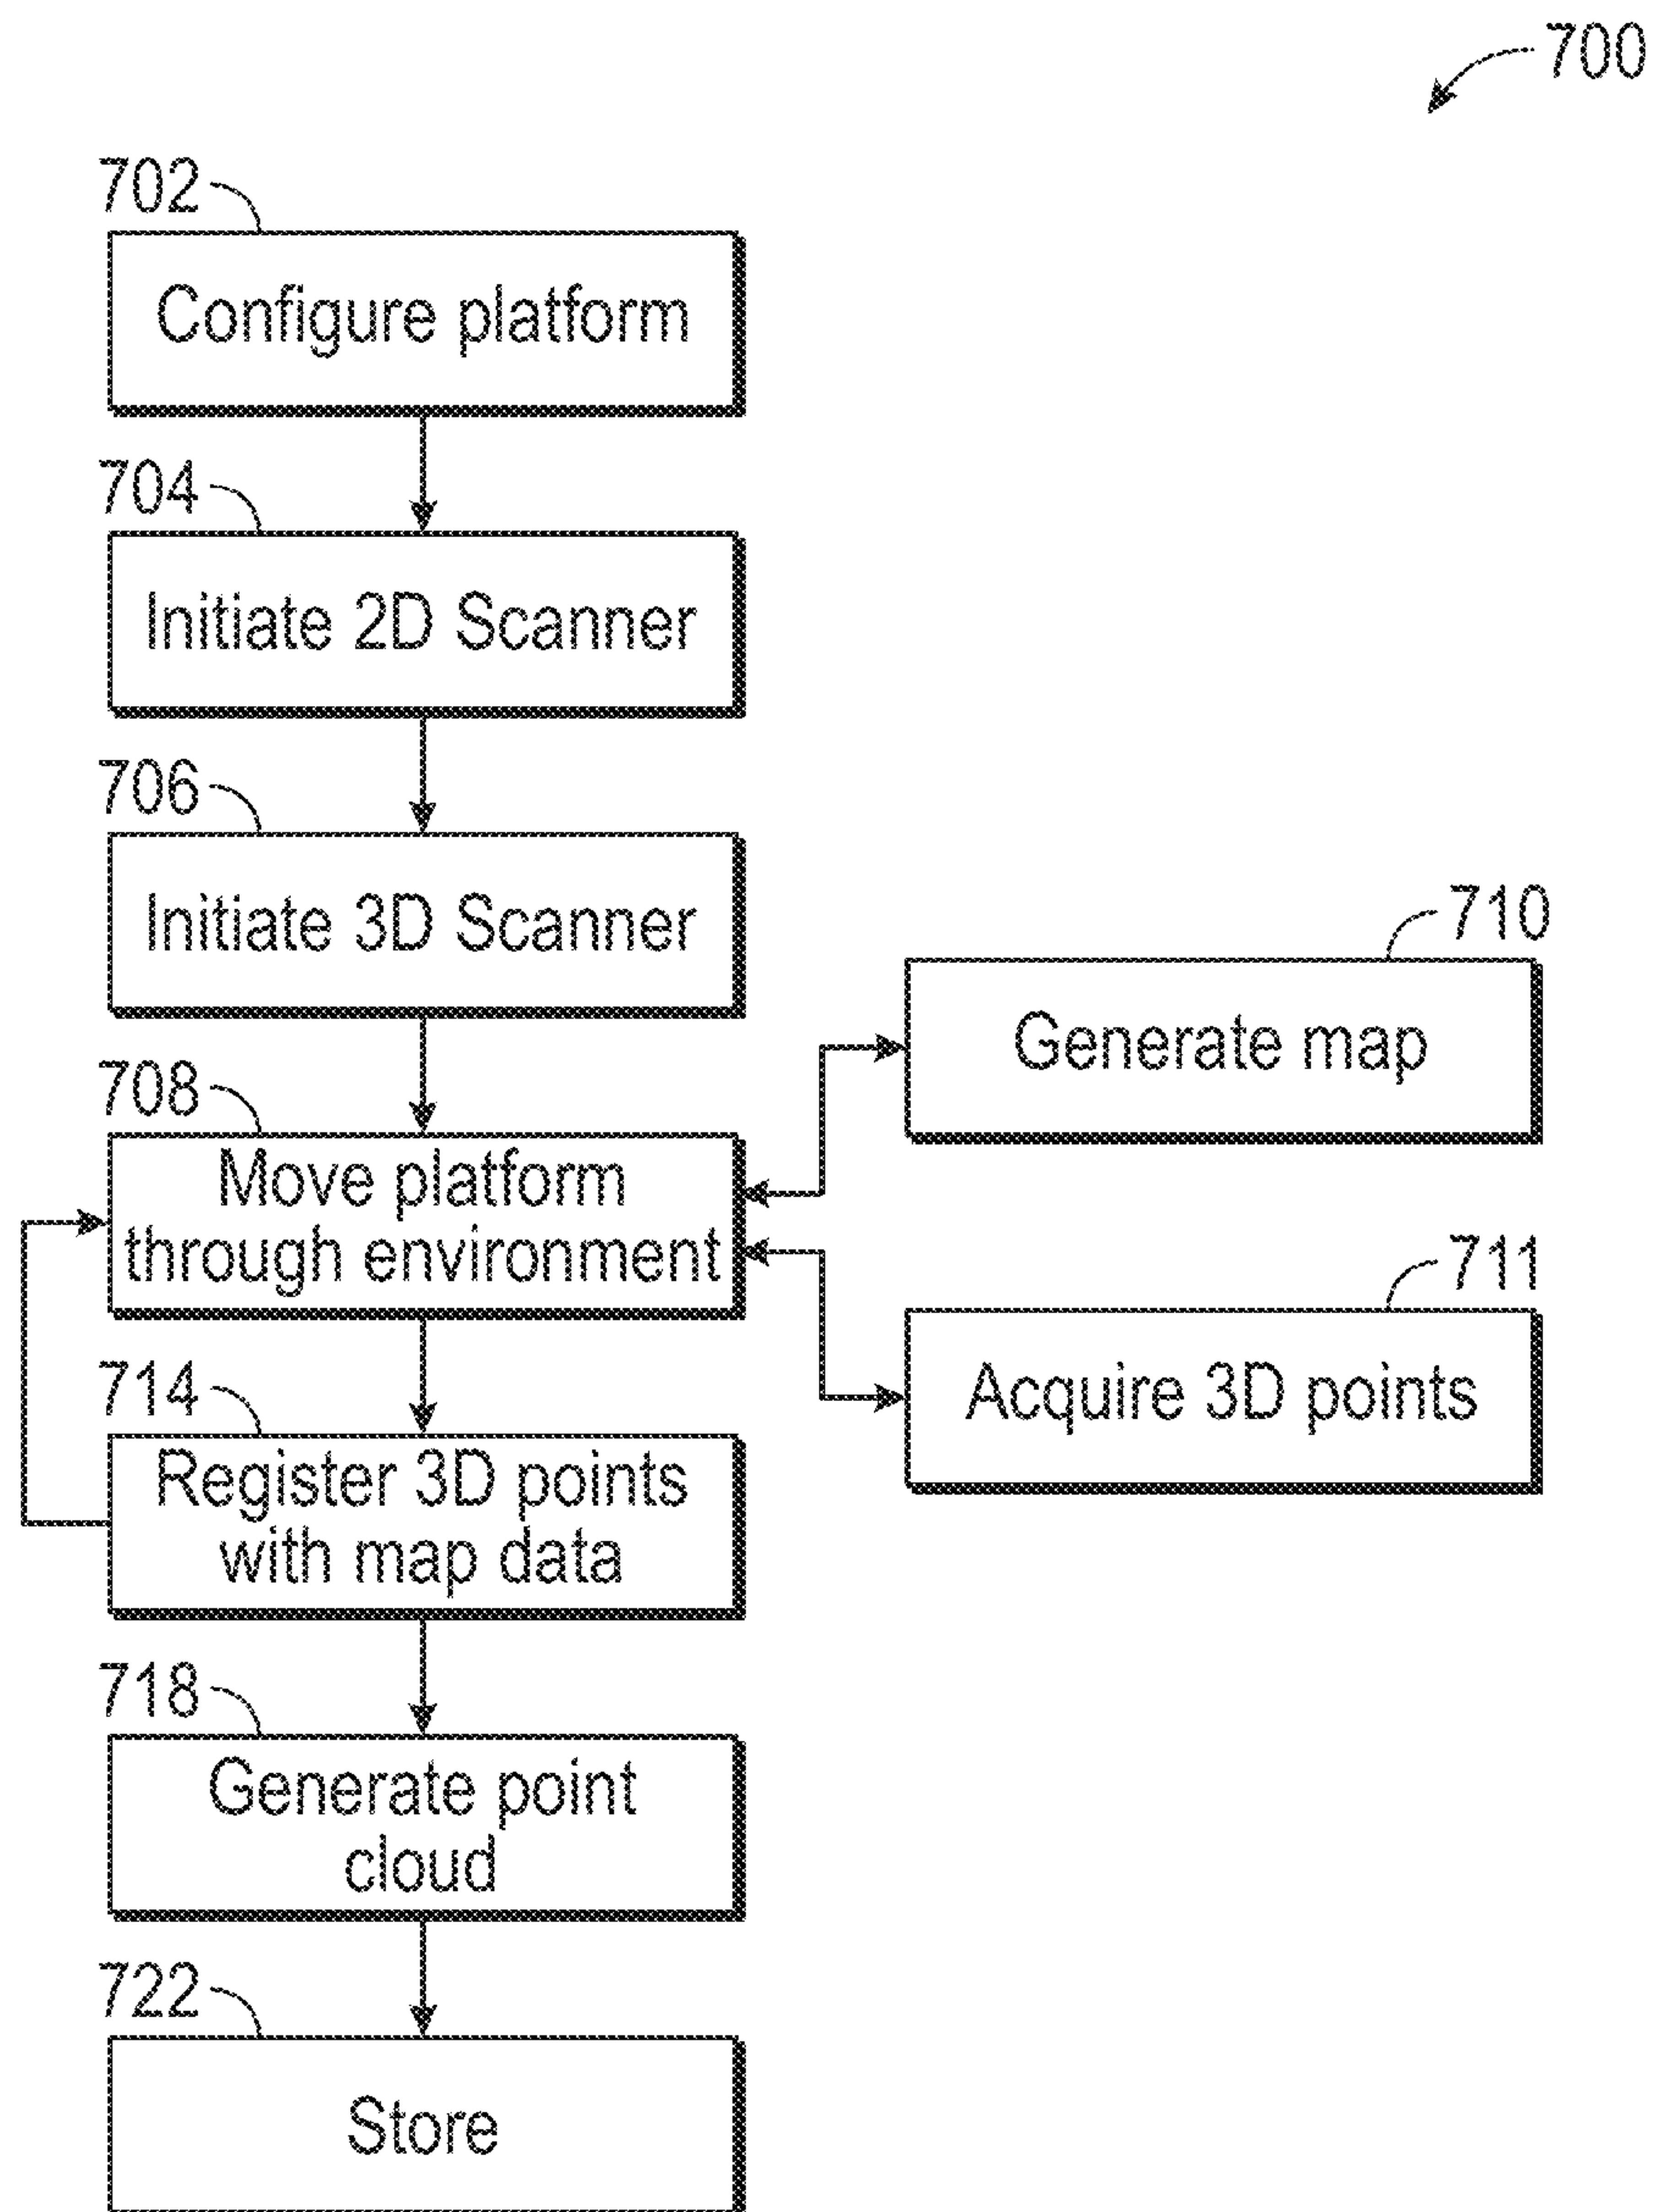 700
702
Configure platform
704
Initiate 2D Scanner
706
Initiate 3D Scanner
708
Move platform
through environment
710
Generate map
711
Acquire 3D points
714
Register 3D points
with map data
718
Generate point
cloud
722
Store